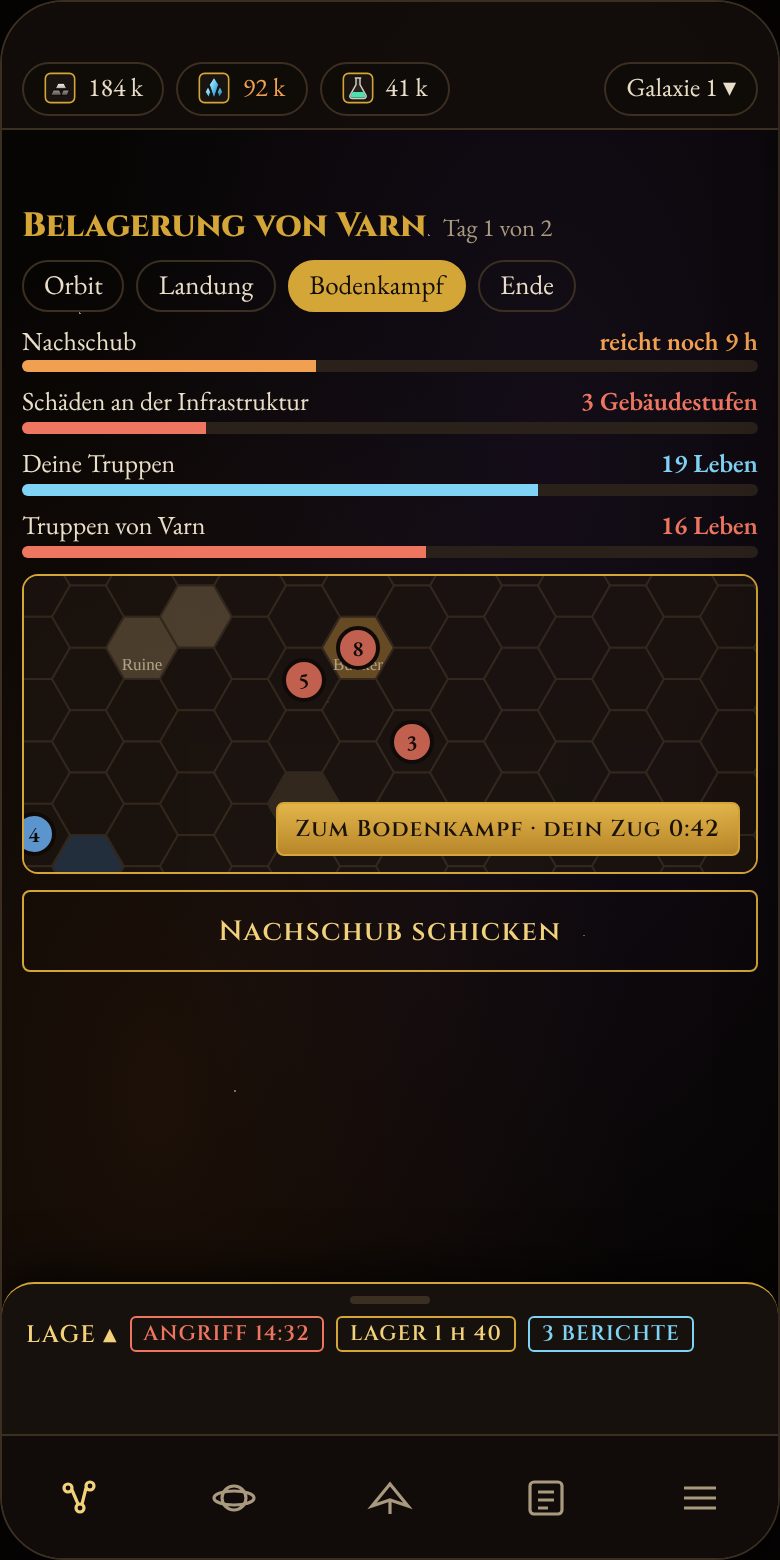 184 k 92 k 41 k Galaxie 1 ▾
Belagerung von Varn Tag 1 von 2
Orbit Landung Bodenkampf Ende
Nachschub reicht noch 9 h
Schäden an der Infrastruktur 3 Gebäudestufen
Deine Truppen 19 Leben
Truppen von Varn 16 Leben
8
Ruine
5
3
4
Zum Bodenkampf · dein Zug 0:42
Nachschub schicken
LAGE ▴ ANGRIFF 14:32 LAGER 1 H 40 3 BERICHTE